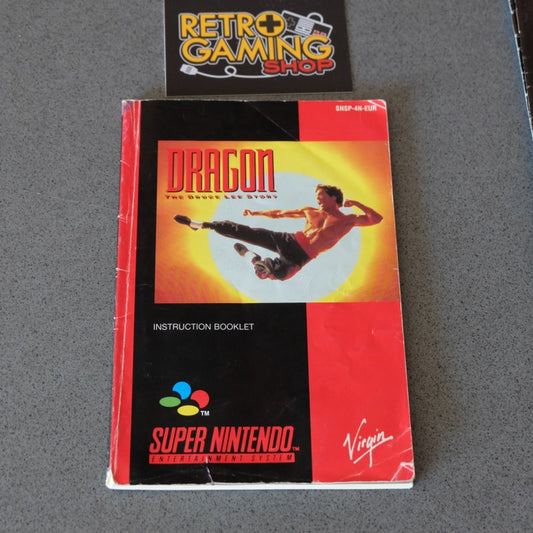 RETRO
GAMING
SHOP
SNSP-4N-EUR
DRAGON
THE BRUCE LEE STORY
INSTRUCTION BOOKLET
TM
SUPER NINTENDO TM
ENTERTAINMENT SYSTEM
Virgin